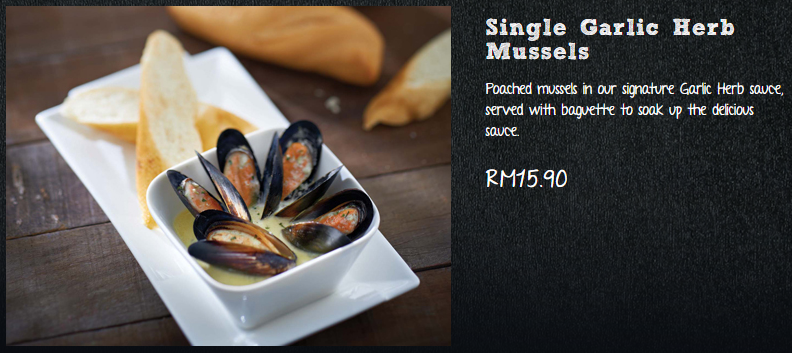 Single Garlic Herb
Mussels
Poached mussels in our signature Garlic Herb sauce,
served with baguette to soak up the delicious
sauce.
RM15.90